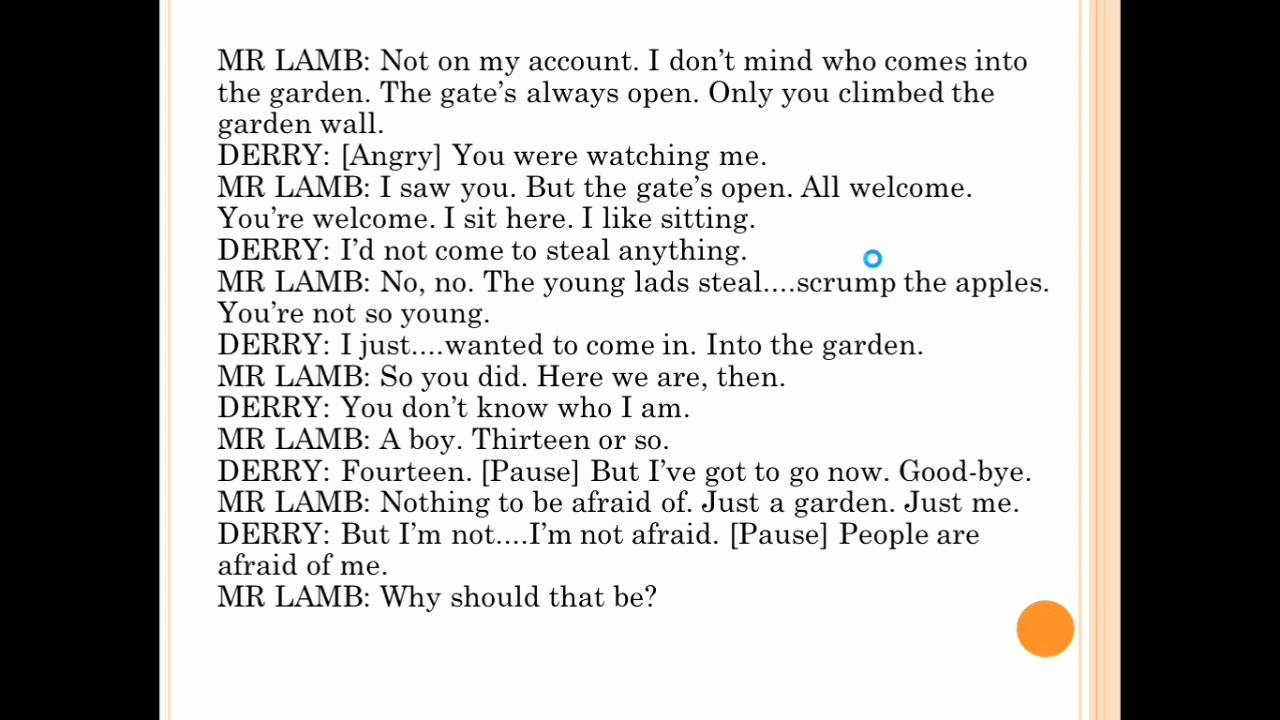 MR LAMB: Not on my account. I don’t mind who comes into
the garden. The gate’s always open. Only you climbed the
garden wall.
DERRY: [Angry] You were watching me.
MR LAMB: I saw you. But the gate’s open. All welcome.
You’re welcome. I sit here. I like sitting.
DERRY: I’d not come to steal anything.
MR LAMB: No, no. The young lads steal....scrump the apples.
You’re not so young.
DERRY: I just....wanted to come in. Into the garden.
MR LAMB: So you did. Here we are, then.
DERRY: You don’t know who I am.
MR LAMB: A boy. Thirteen or so.
DERRY: Fourteen. [Pause] But I’ve got to go now. Good-bye.
MR LAMB: Nothing to be afraid of. Just a garden. Just me.
DERRY: But I’m not....I’m not afraid. [Pause] People are
afraid of me.
MR LAMB: Why should that be?